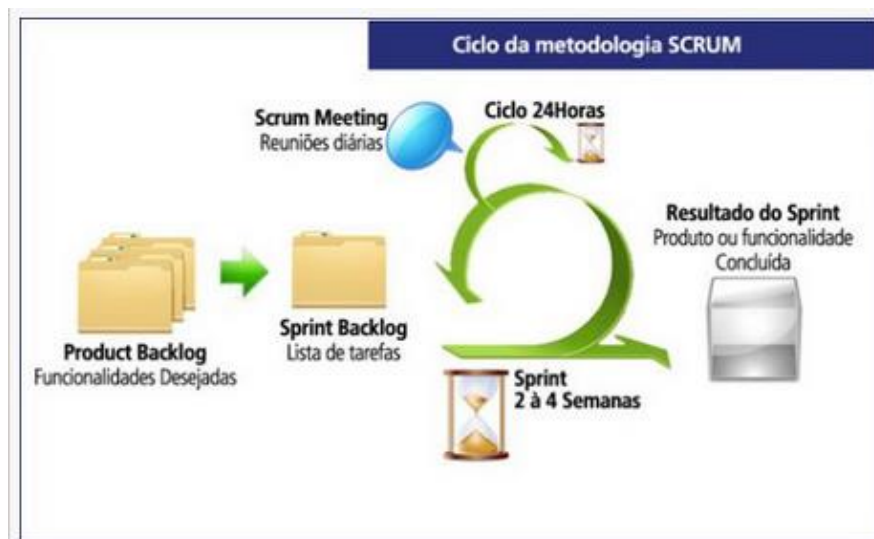 Ciclo da metodologia SCRUM
Scrum Meeting
Reuniões diárias
Ciclo 24Horas
Resultado do Sprint
Produto ou funcionalidade
Concluída
Product Backlog
Funcionalidades Desejadas
Sprint Backlog
Lista de tarefas
Sprint
2 à 4 Semanas